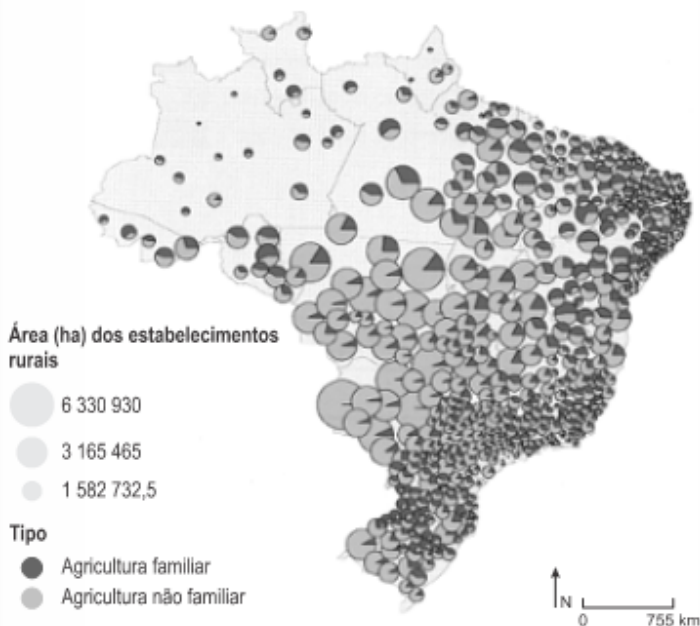 Área (ha) dos estabelecimentos
rurais
6 330 930
3 165 465
1 582 732,5
Tipo
Agricultura familiar
Agricultura não familiar
N
0 755 km